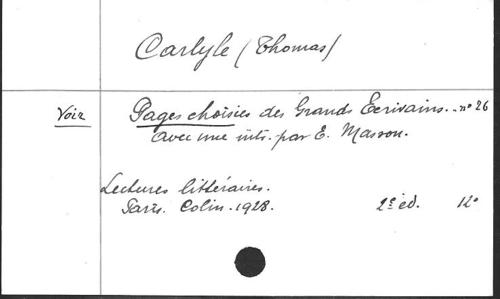 Carlyle (Thomas)
Voir Pages choisies des Grands Ecrivains. - n° 26
avec une intr. par E. Masson.
Lectures littéraires.
Paris. Colin. 1928. 2e éd. 12°